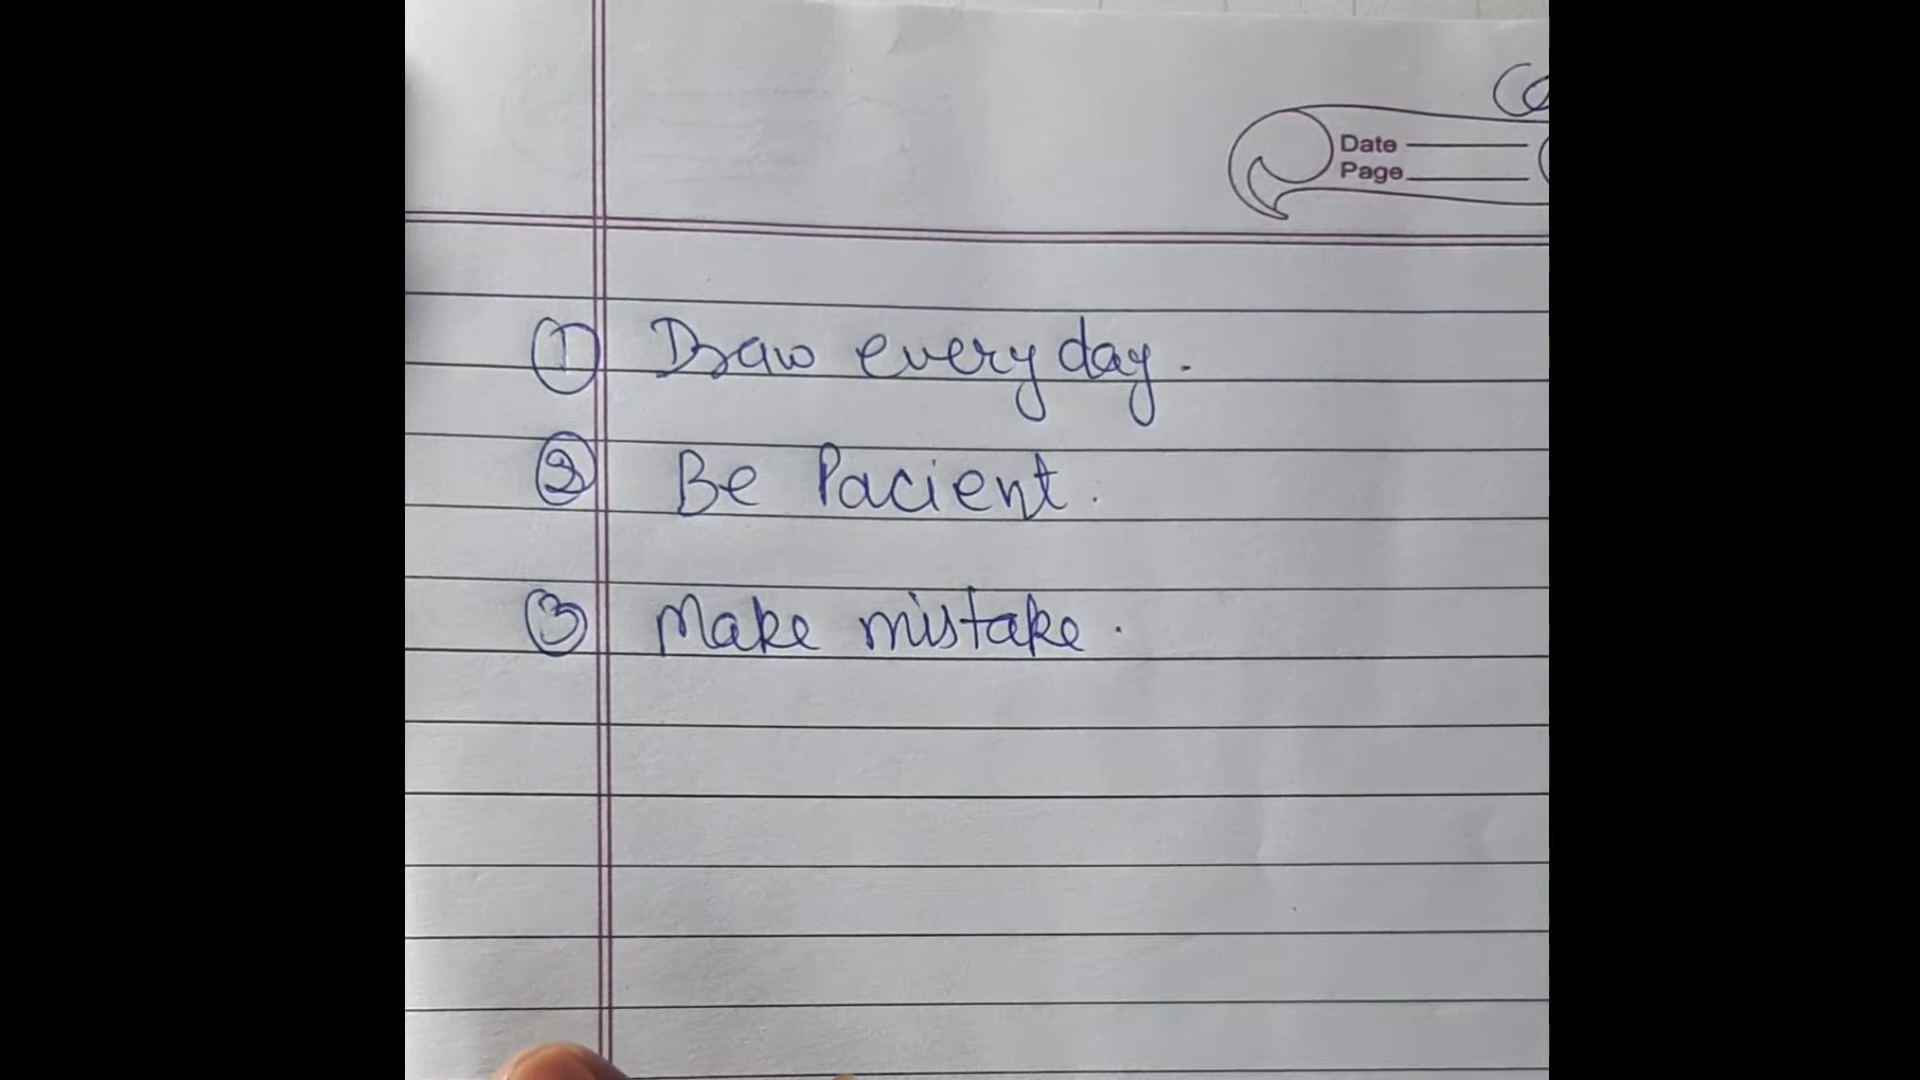 Date
Page
① Draw every day.
② Be Pacient.
③ Make mistake.